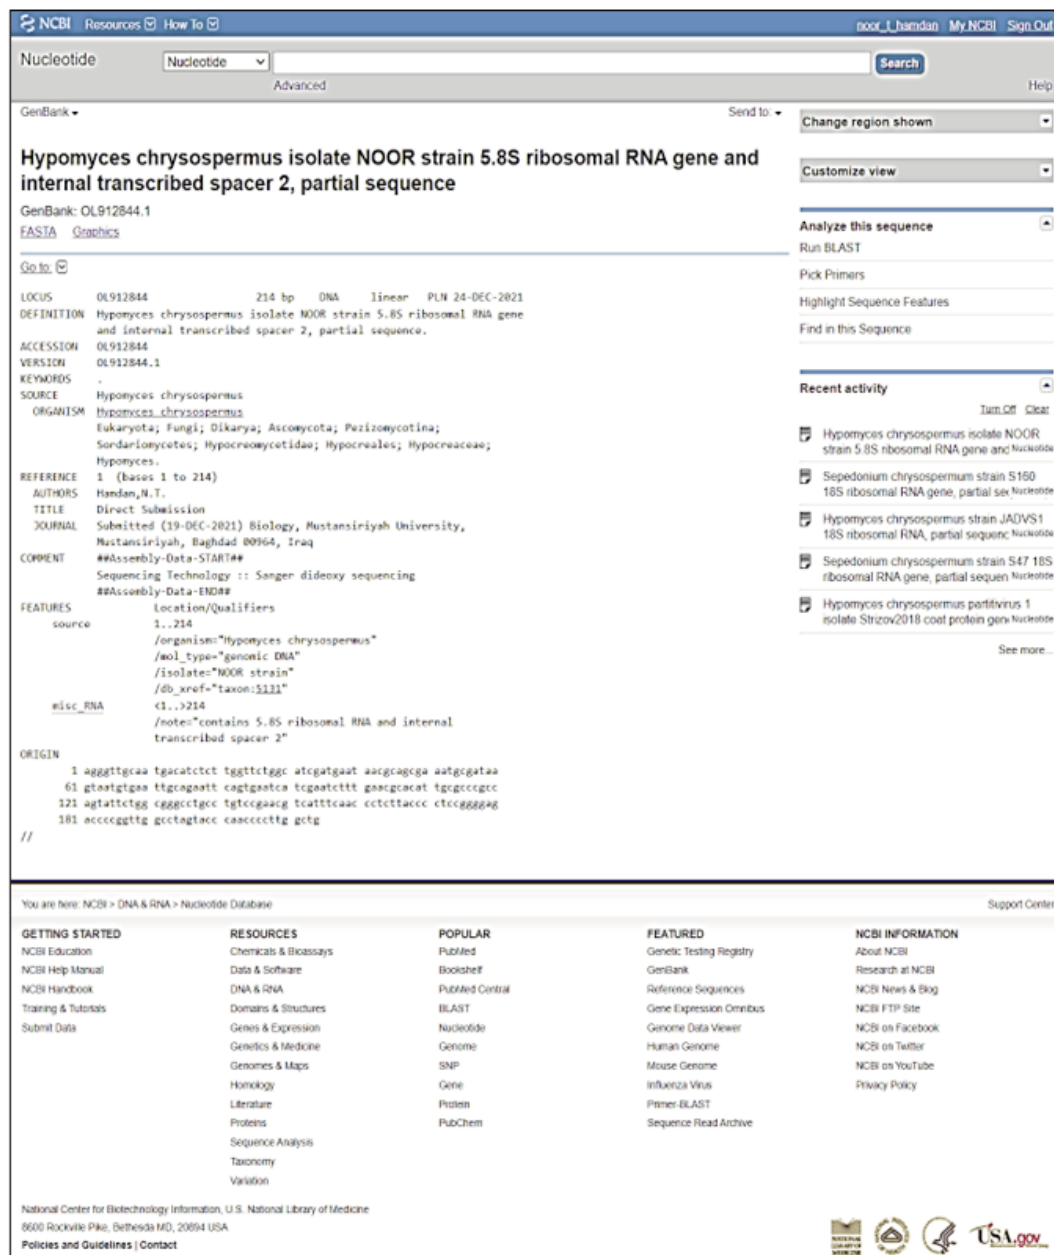 NCBI Resources How To noor_t_hamdan My NCBI Sign Out
Nucleotide Nucleotide Search
Advanced Help
GenBank Send to:
Hypomyces chrysospermus isolate NOOR strain 5.8S ribosomal RNA gene and
internal transcribed spacer 2, partial sequence
GenBank: OL912844.1
FASTA Graphics
Go to:
LOCUS OL912844 214 bp DNA linear PLN 24-DEC-2021
DEFINITION Hypomyces chrysospermus isolate NOOR strain 5.8S ribosomal RNA gene
and internal transcribed spacer 2, partial sequence.
ACCESSION OL912844
VERSION OL912844.1
KEYWORDS .
SOURCE Hypomyces chrysospermus
ORGANISM Hypomyces chrysospermus
Eukaryota; Fungi; Dikarya; Ascomycota; Pezizomycotina;
Sordariomycetes; Hypocreomycetidae; Hypocreales; Hypocreaceae;
Hypomyces.
REFERENCE 1 (bases 1 to 214)
AUTHORS Hamdan,N.T.
TITLE Direct Submission
JOURNAL Submitted (19-DEC-2021) Biology, Mustansiriyah University,
Mustansiriyah, Baghdad 00964, Iraq
COMMENT ##Assembly-Data-START##
Sequencing Technology :: Sanger dideoxy sequencing
##Assembly-Data-END##
FEATURES Location/Qualifiers
source 1..214
/organism="Hypomyces chrysospermus"
/mol_type="genomic DNA"
/isolate="NOOR strain"
/db_xref="taxon:5131"
misc_RNA <1..>214
/note="contains 5.8S ribosomal RNA and internal
transcribed spacer 2"
ORIGIN
1 agggttgcaa tgacatctct tggttctggc atcgatgaat aacgcagcga aatgcgataa
61 gtaatgtgaa ttgcagaatt cagtgaatca tcgaatcttt gaacgcacat tgcgcccgcc
121 agtattctgg cgggcctgcc tgtccgaacg tcatttcaac cctcttaccc ctccggggag
181 accccggttg gcctagtacc caaccccttg gctg
//
Change region shown
Customize view
Analyze this sequence
Run BLAST
Pick Primers
Highlight Sequence Features
Find in this Sequence
Recent activity
Turn Off Clear
Hypomyces chrysospermus isolate NOOR
strain 5.8S ribosomal RNA gene and Nucleotide
Sepedonium chrysospermum strain S160
18S ribosomal RNA gene, partial seq Nucleotide
Hypomyces chrysospermus strain JADVS1
18S ribosomal RNA, partial sequenc Nucleotide
Sepedonium chrysospermum strain S47 18S
ribosomal RNA gene, partial sequen Nucleotide
Hypomyces chrysospermus partitivirus 1
isolate Strizov2018 coat protein gen Nucleotide
See more...
You are here: NCBI > DNA & RNA > Nucleotide Database Support Center
GETTING STARTED
NCBI Education
NCBI Help Manual
NCBI Handbook
Training & Tutorials
Submit Data
RESOURCES
Chemicals & Bioassays
Data & Software
DNA & RNA
Domains & Structures
Genes & Expression
Genetics & Medicine
Genomes & Maps
Homology
Literature
Proteins
Sequence Analysis
Taxonomy
Variation
POPULAR
PubMed
Bookshelf
PubMed Central
BLAST
Nucleotide
Genome
SNP
Gene
Protein
PubChem
FEATURED
Genetic Testing Registry
GenBank
Reference Sequences
Gene Expression Omnibus
Genome Data Viewer
Human Genome
Mouse Genome
Influenza Virus
Primer-BLAST
Sequence Read Archive
NCBI INFORMATION
About NCBI
Research at NCBI
NCBI News & Blog
NCBI FTP Site
NCBI on Facebook
NCBI on Twitter
NCBI on YouTube
Privacy Policy
National Center for Biotechnology Information, U.S. National Library of Medicine
8600 Rockville Pike, Bethesda MD, 20894 USA
Policies and Guidelines | Contact
NATIONAL
LIBRARY OF
MEDICINE
USA.gov